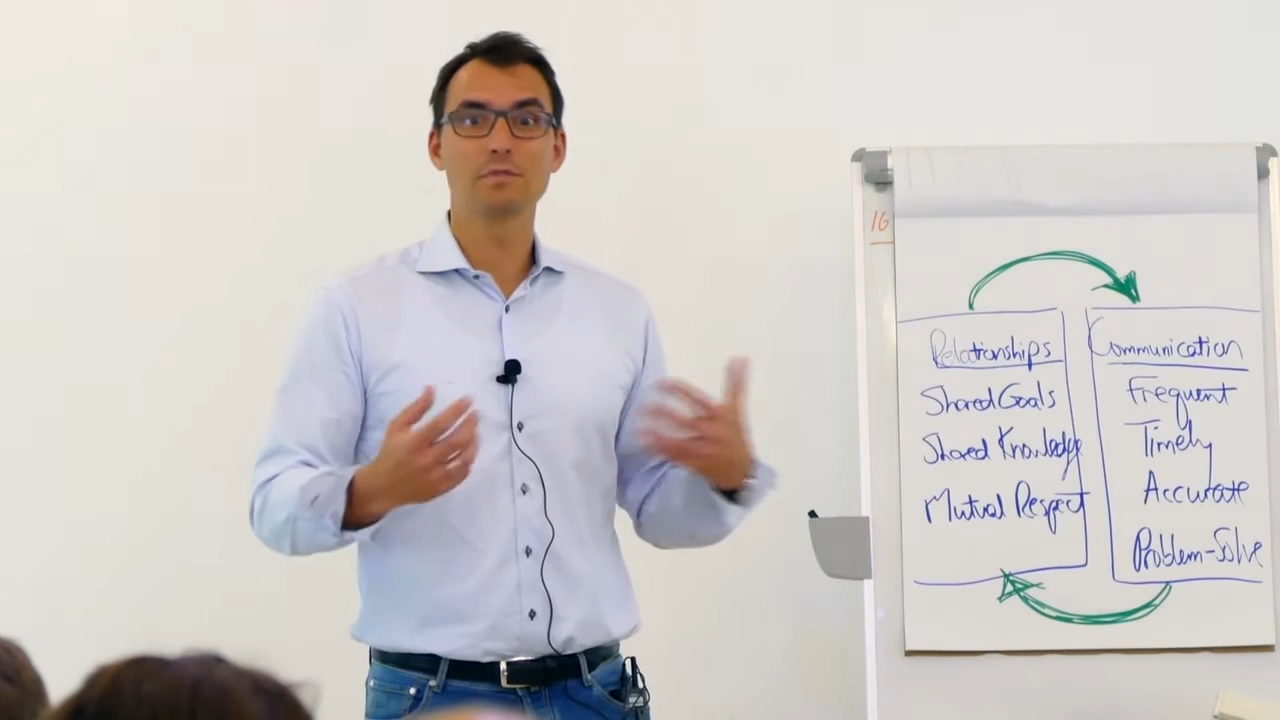 16
Relationships
Shared Goals
Shared Knowledge
Mutual Respect
Communication
Frequent
Timely
Accurate
Problem-Solve